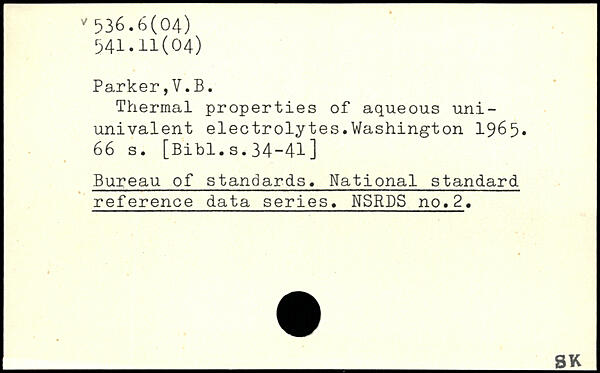 v 536.6(04)
541.11(04)
Parker,V.B.
Thermal properties of aqueous uni-
univalent electrolytes.Washington 1965.
66 s. [Bibl.s.34-41]
Bureau of standards. National standard
reference data series. NSRDS no.2.
SK